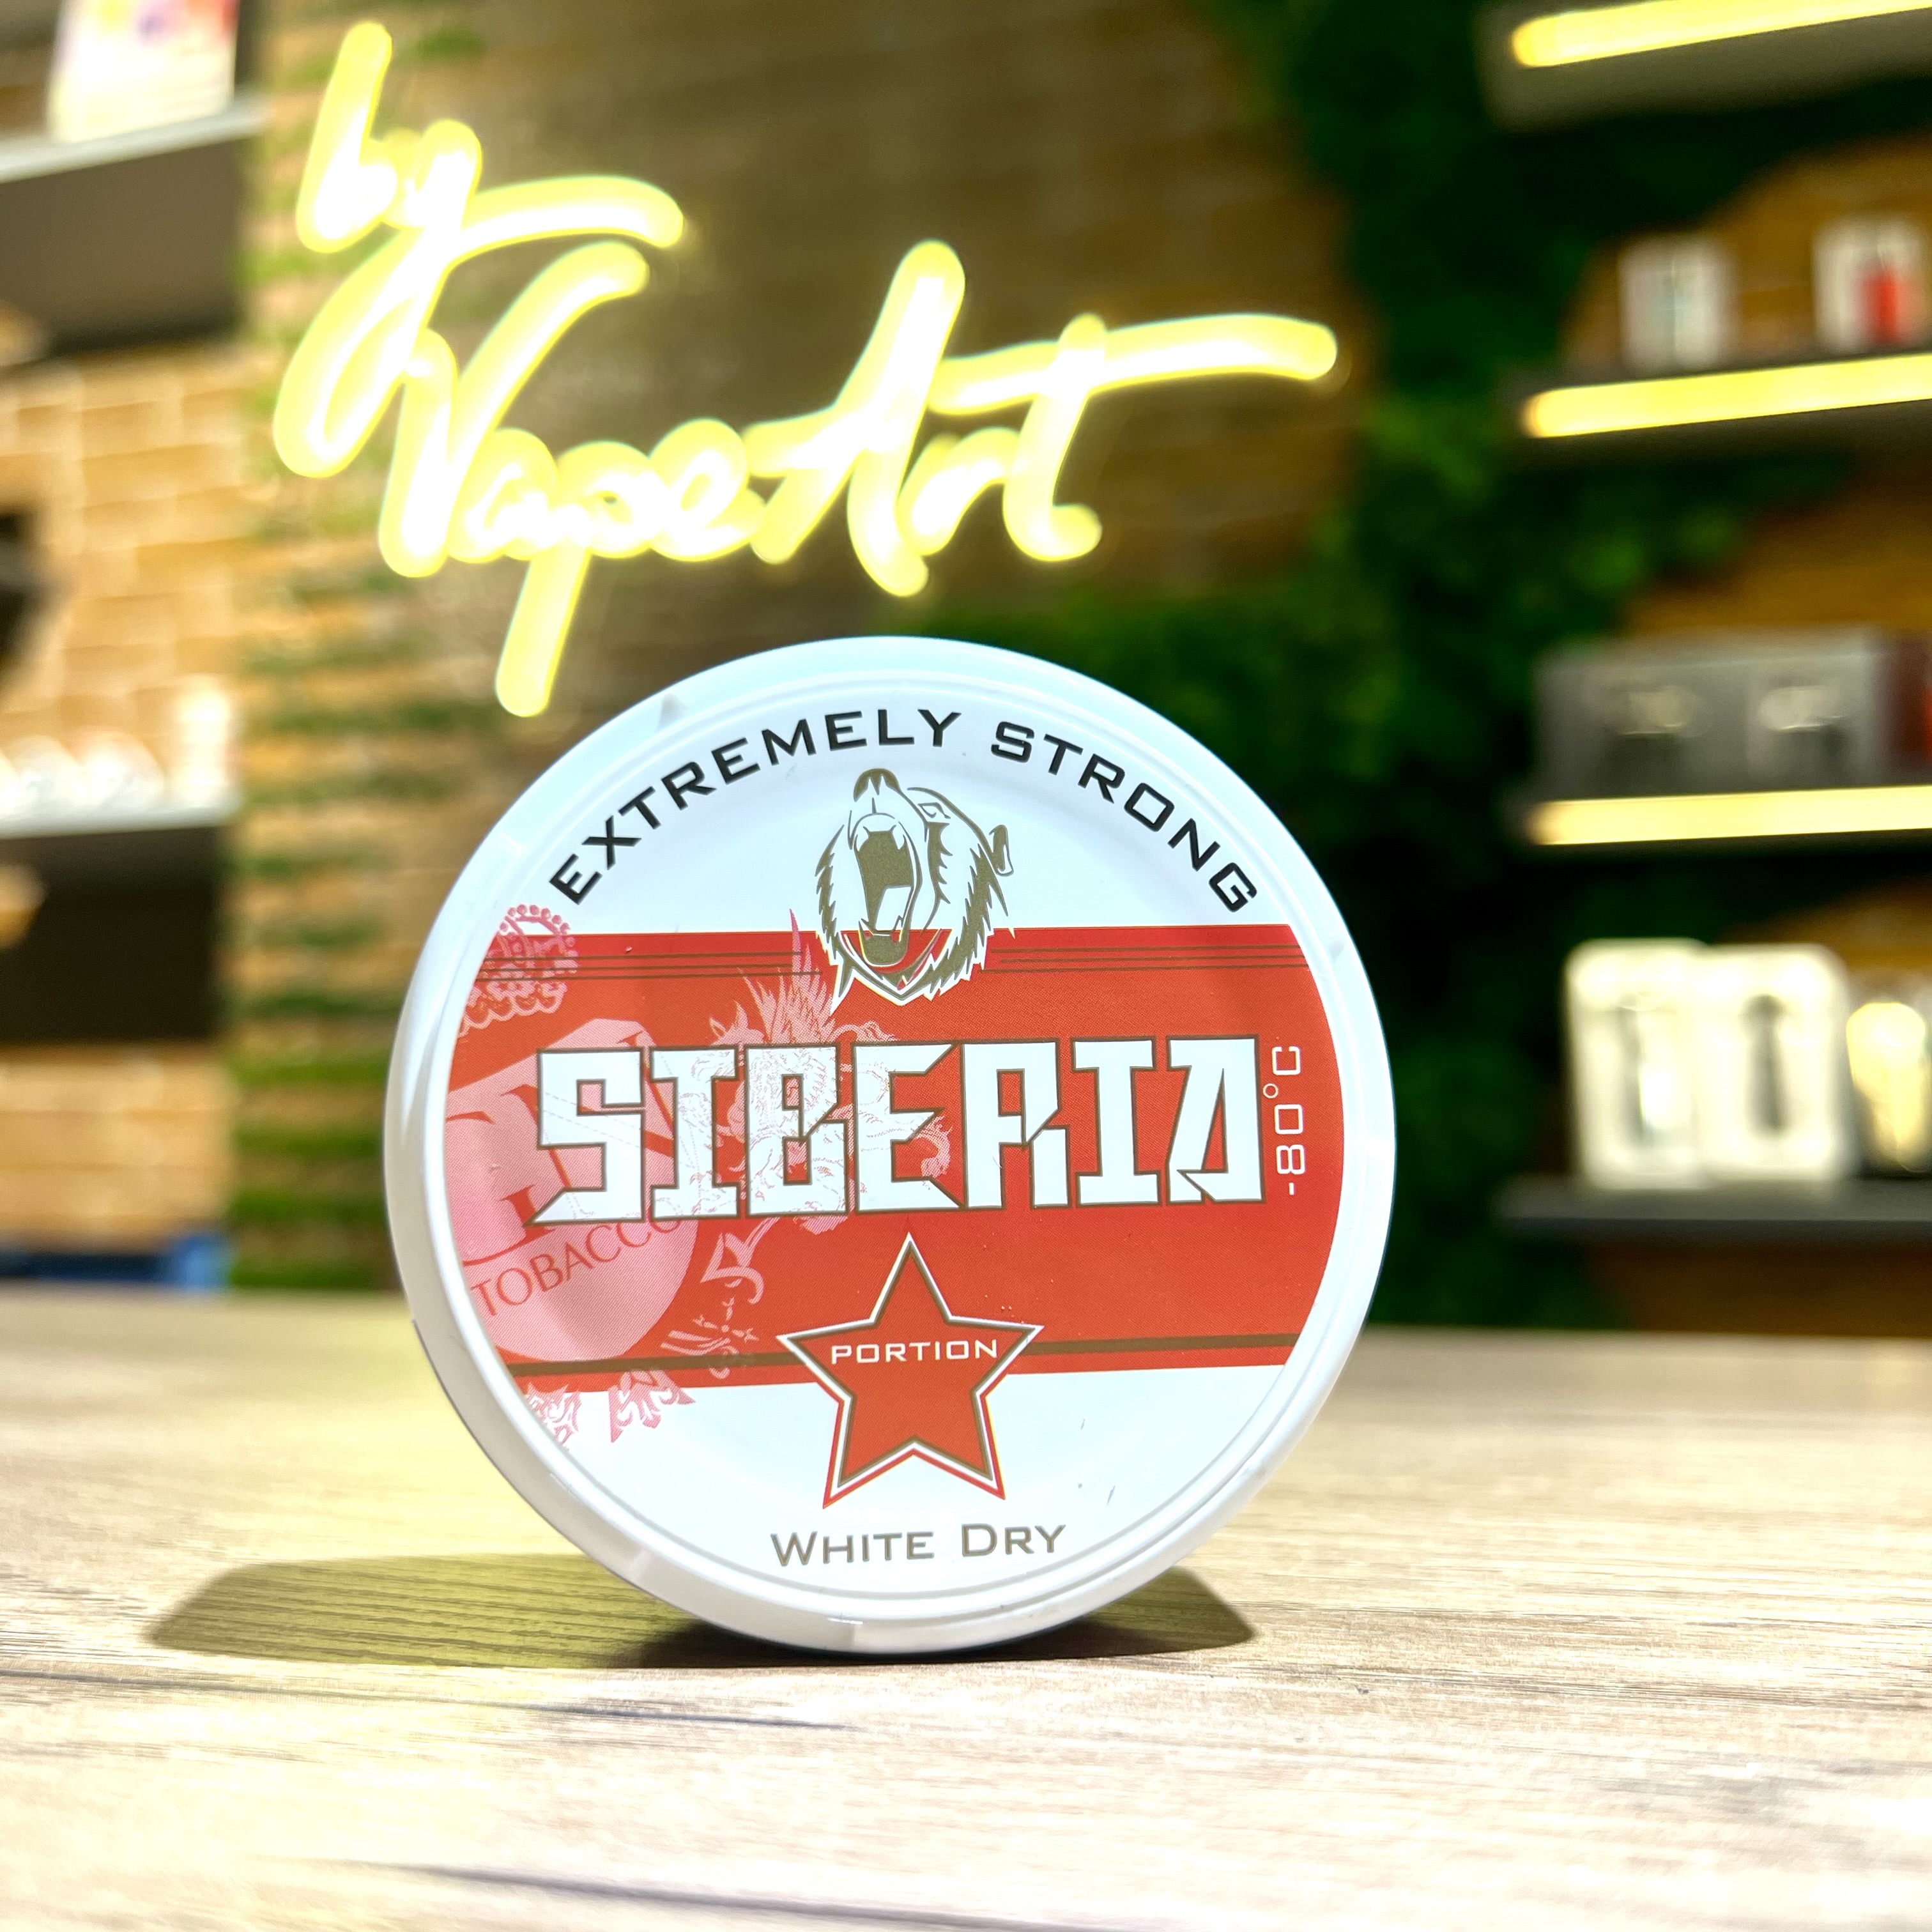 by
VapeArt
EXTREMELY STRONG
SIBERIA
-80°C
TOBACCO
PORTION
WHITE DRY